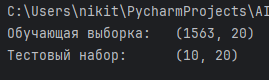 C:\Users\nikit\PycharmProjects\AI
Обучающая выборка: (1563, 20)
Тестовый набор: (10, 20)